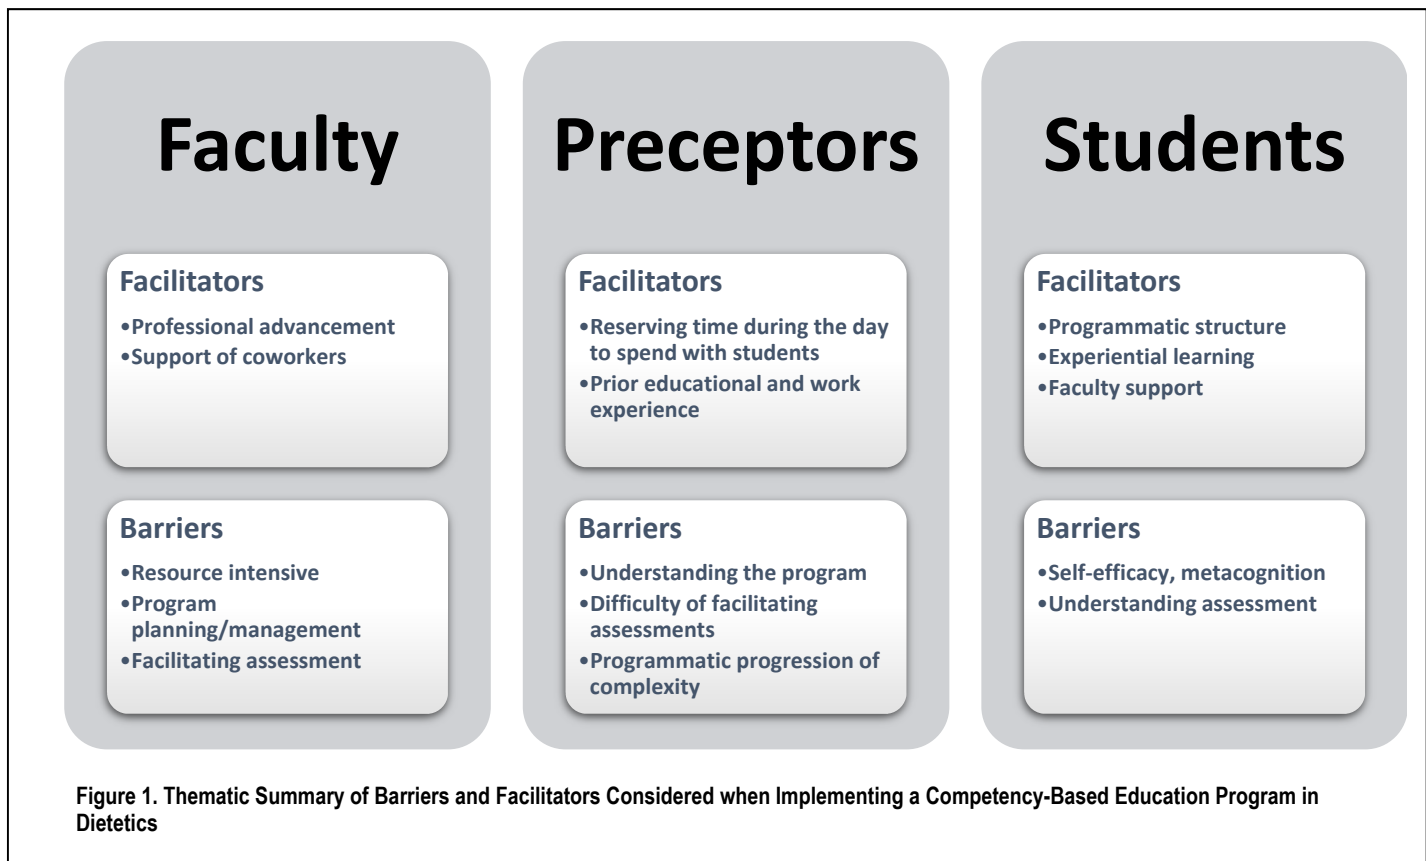 Faculty
Facilitators
•Professional advancement
•Support of coworkers
Barriers
•Resource intensive
•Program
planning/management
•Facilitating assessment
Preceptors
Facilitators
•Reserving time during the day
to spend with students
•Prior educational and work
experience
Barriers
•Understanding the program
•Difficulty of facilitating
assessments
•Programmatic progression of
complexity
Students
Facilitators
•Programmatic structure
•Experiential learning
•Faculty support
Barriers
•Self-efficacy, metacognition
•Understanding assessment
Figure 1. Thematic Summary of Barriers and Facilitators Considered when Implementing a Competency-Based Education Program in
Dietetics